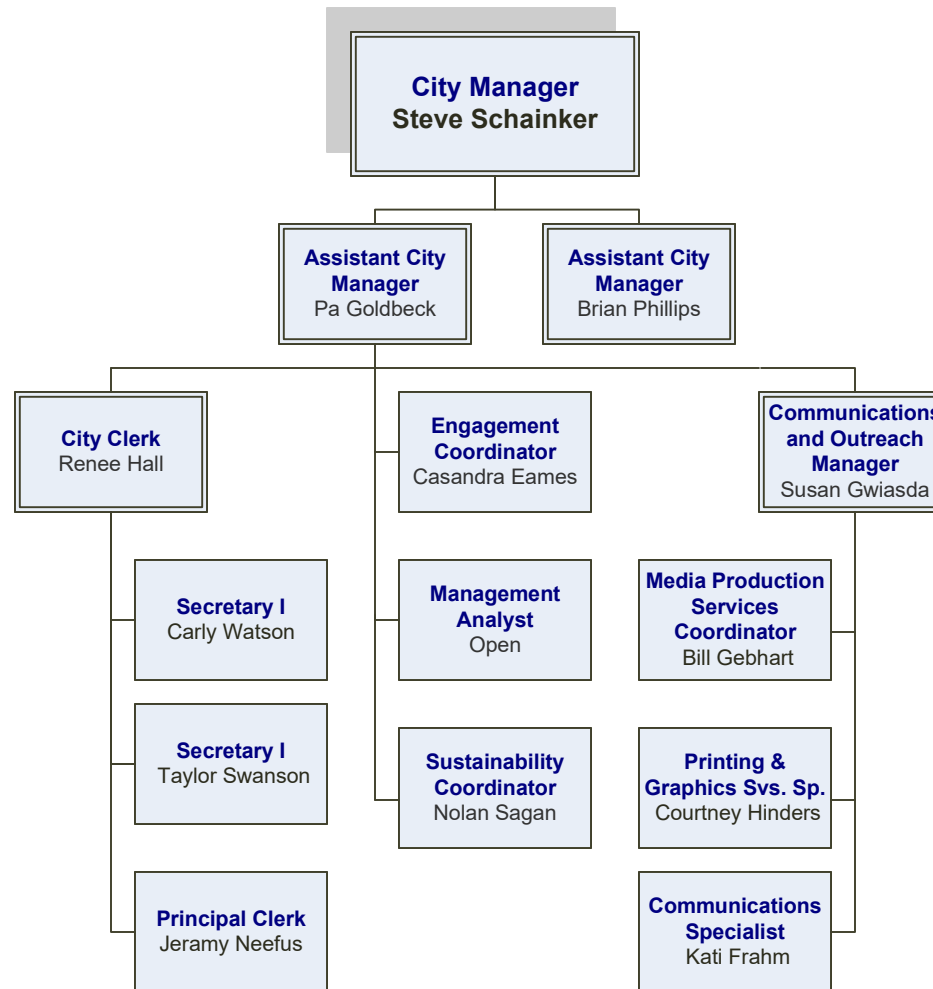 City Manager
Steve Schainker
Assistant City
Manager
Pa Goldbeck
Assistant City
Manager
Brian Phillips
City Clerk
Renee Hall
Engagement
Coordinator
Casandra Eames
Communications
and Outreach
Manager
Susan Gwiasda
Secretary I
Carly Watson
Management
Analyst
Open
Media Production
Services
Coordinator
Bill Gebhart
Secretary I
Taylor Swanson
Sustainability
Coordinator
Nolan Sagan
Printing &
Graphics Svs. Sp.
Courtney Hinders
Principal Clerk
Jeramy Neefus
Communications
Specialist
Kati Frahm